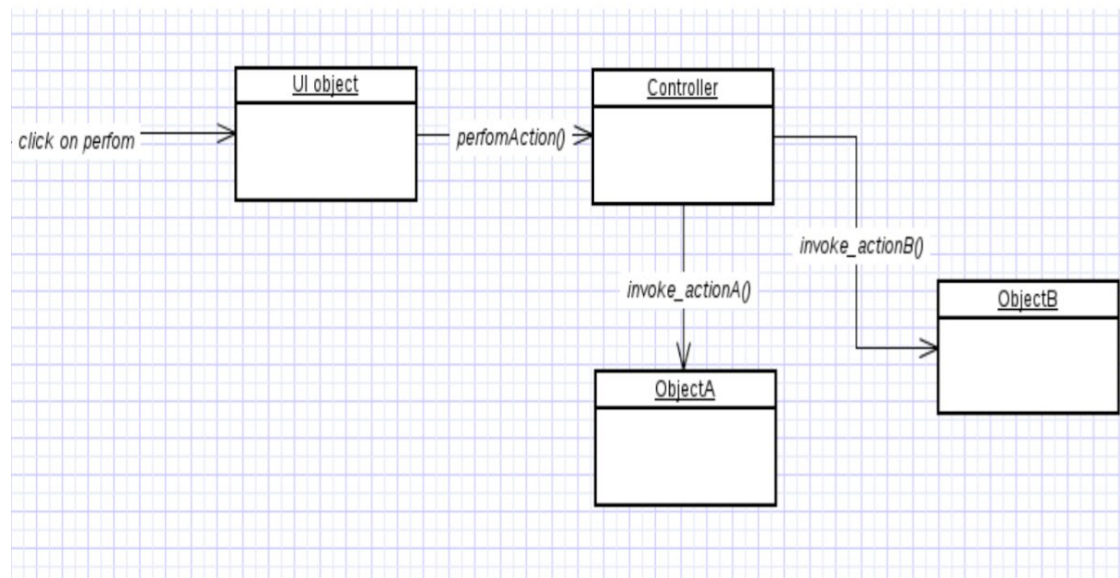 UI object
Controller
click on perfom
perfomAction()
invoke_actionB()
invoke_actionA()
ObjectB
ObjectA